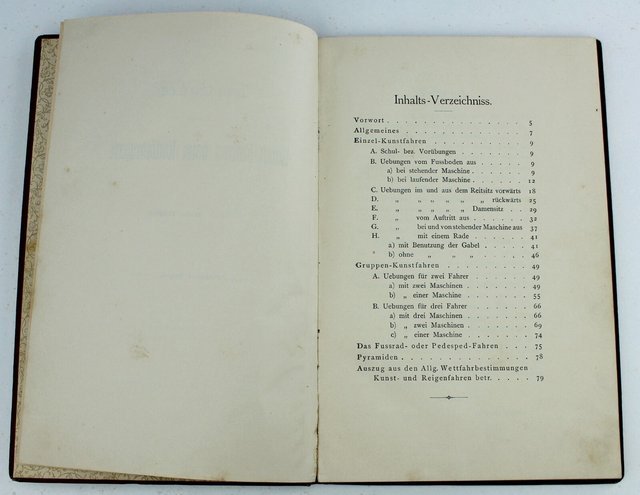 Inhalts-Verzeichniss.
Vorwort . . . . . . . . . . . . 5
Allgemeines . . . . . . . . . . 7
Einzel-Kunstfahren . . . . . . . 9
A. Schul- bez. Vorübungen . . . . . . 9
B. Uebungen vom Fussboden aus . . . . 9
a) bei stehender Maschine . . . . . 9
b) bei laufender Maschine . . . . . 12
C. Uebungen im und aus dem Reitsitz vorwärts 18
D. „ „ „ „ „ „ rückwärts 25
E. „ „ „ „ „ Damensitz . . 29
F. „ vom Auftritt aus . . . . . 32
G. „ bei und von stehender Maschine aus 37
H. „ mit einem Rade . . . . . 41
a) mit Benutzung der Gabel . . . . 41
b) ohne „ „ „ . . . . 46
Gruppen-Kunstfahren . . . . . . . 49
A. Uebungen für zwei Fahrer . . . . . 49
a) mit zwei Maschinen . . . . . . 49
b) „ einer Maschine . . . . . . 55
B. Uebungen für drei Fahrer . . . . . 66
a) mit drei Maschinen . . . . . . 66
b) „ zwei Maschinen . . . . . . 69
c) „ einer Maschine . . . . . . 74
Das Fussrad- oder Pedesped-Fahren . . . 75
Pyramiden . . . . . . . . . . . 78
Auszug aus den Allg. Wettfahrbestimmungen
Kunst- und Reigenfahren betr. . . . . 79